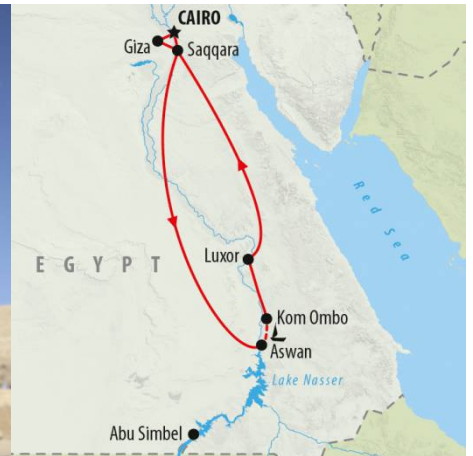 CAIRO
Giza
Saqqara
Red Sea
Luxor
EGYPT
Kom Ombo
Aswan
Lake Nasser
Abu Simbel